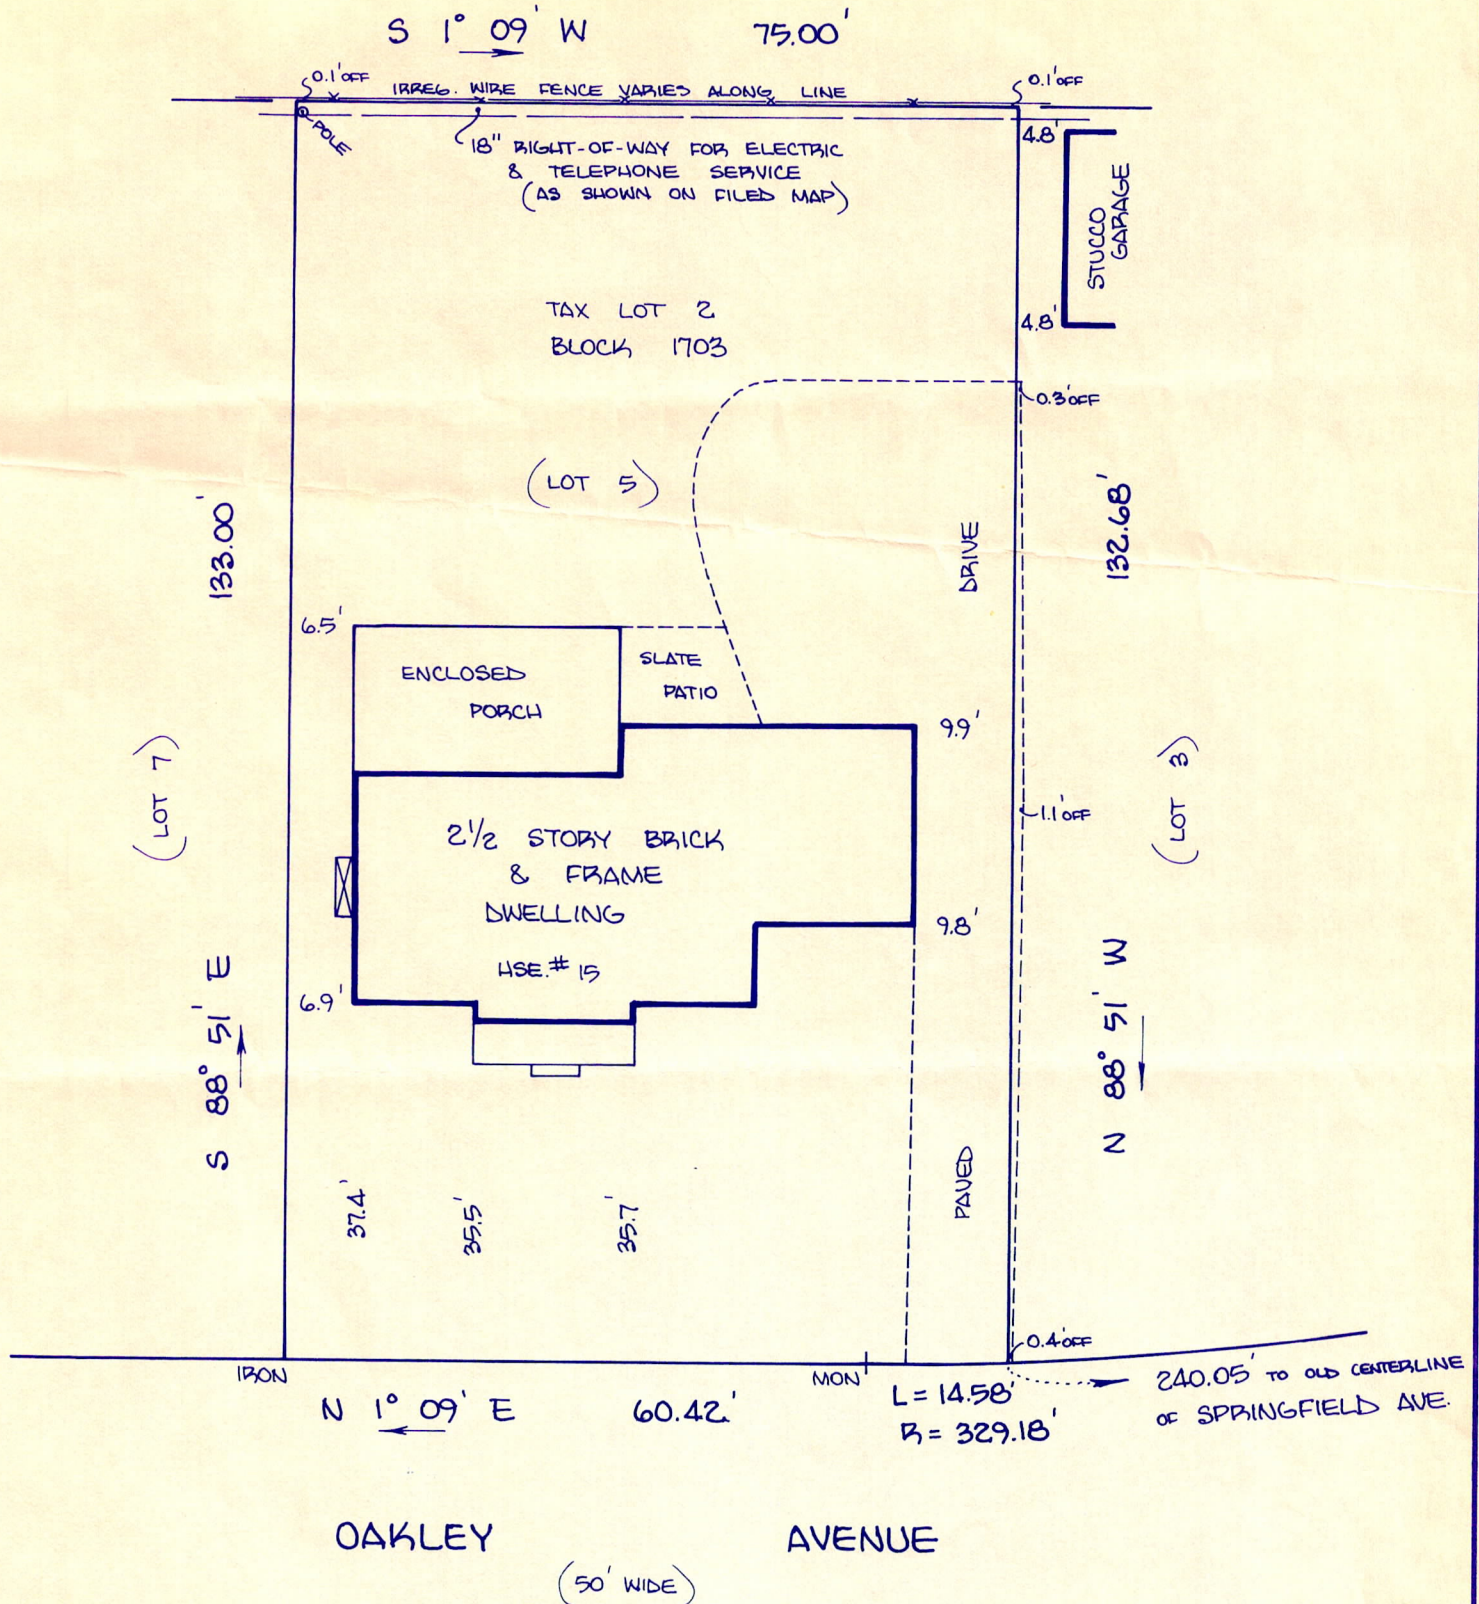 S 1° 09' W 75.00'
0.1' OFF IRREG. WIRE FENCE VARIES ALONG LINE 0.1' OFF
POLE
18" RIGHT-OF-WAY FOR ELECTRIC
& TELEPHONE SERVICE
(AS SHOWN ON FILED MAP)
4.8'
STUCCO
GARAGE
4.8'
TAX LOT 2
BLOCK 1703
0.3' OFF
(LOT 5)
133.00'
DRIVE
132.68'
6.5'
ENCLOSED
PORCH
SLATE
PATIO
9.9'
(LOT 7)
(LOT 3)
1.1' OFF
2 1/2 STORY BRICK
& FRAME
DWELLING
HSE. # 15
9.8'
6.9'
S 88° 51' E
N 88° 51' W
37.4'
35.5'
35.7'
PAVED
0.4' OFF
IRON
MON
N 1° 09' E 60.42'
L = 14.58'
R = 329.18'
240.05' TO OLD CENTERLINE
OF SPRINGFIELD AVE.
OAKLEY AVENUE
(50' WIDE)